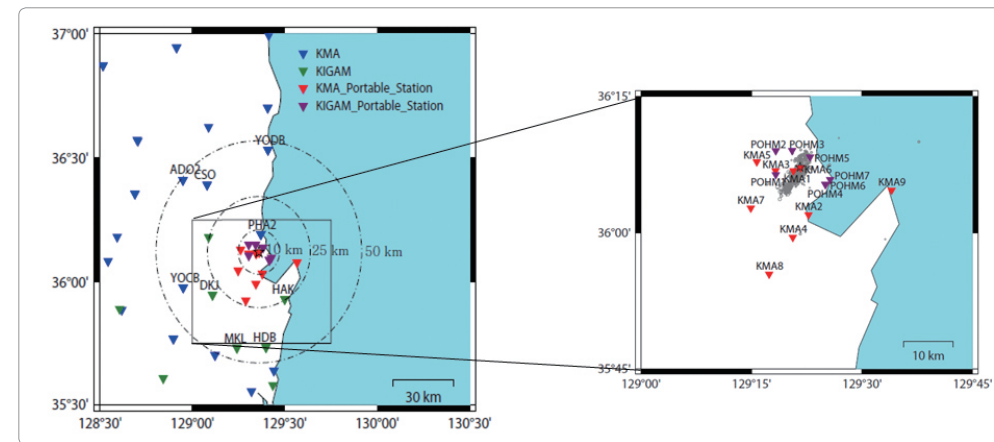 37°00'
36°30'
36°00'
35°30'
128°30'
129°00'
129°30'
130°00'
130°30'
KMA
KIGAM
KMA_Portable_Station
KIGAM_Portable_Station
YODB
ADO2
CSO
PHA2
10 km
25 km
50 km
YOCB
DKJ
HAK
MKL
HDB
30 km
36°15'
36°00'
35°45'
129°00'
129°15'
129°30'
129°45'
POHM2
POHM3
KMA5
KMA3
POHM5
KMA6
KMA1
POHM1
POHM7
POHM6
POHM4
KMA9
KMA7
KMA2
KMA4
KMA8
10 km